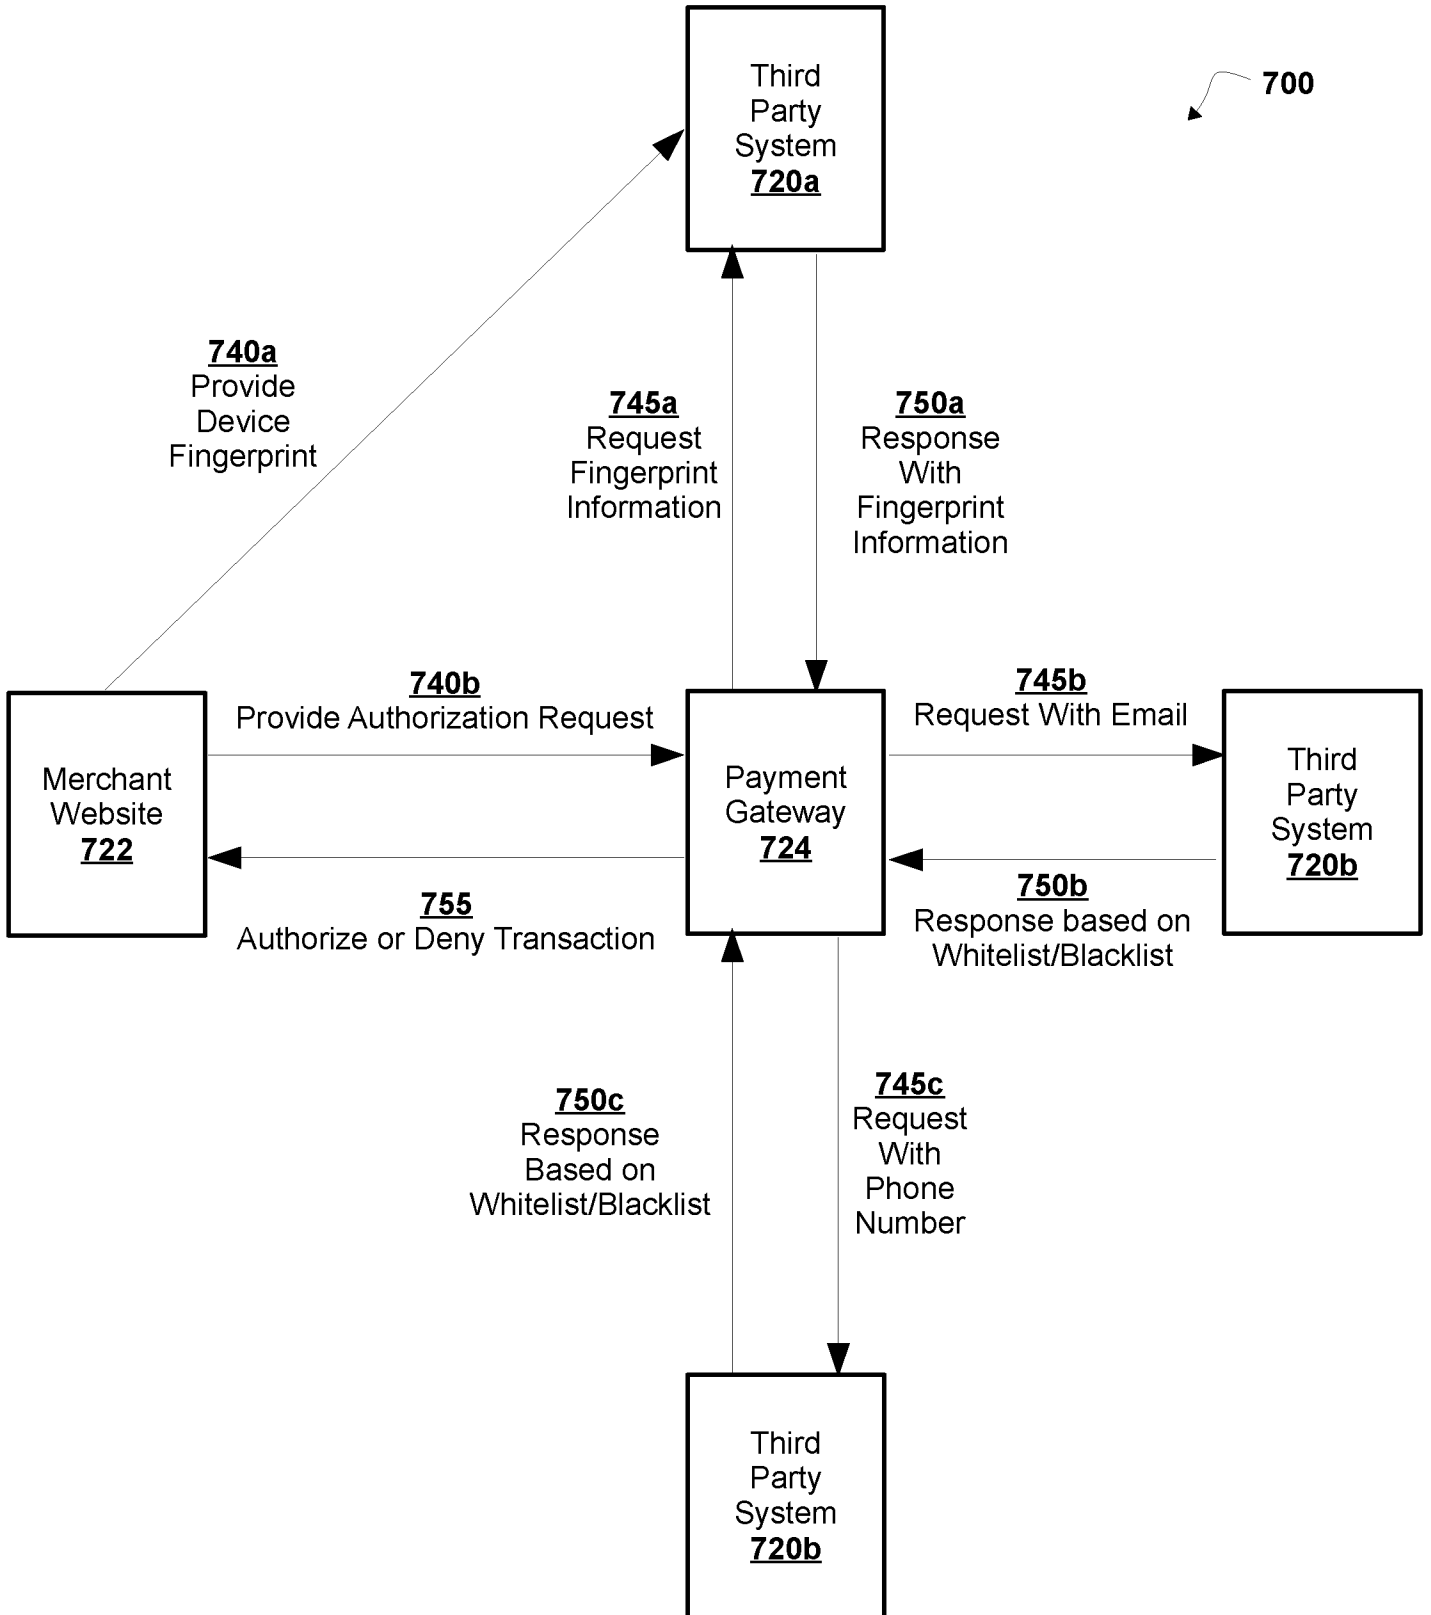 Third
Party
System
720a
700
740a
Provide
Device
Fingerprint
745a
Request
Fingerprint
Information
750a
Response
With
Fingerprint
Information
740b
Provide Authorization Request
745b
Request With Email
Merchant
Website
722
Payment
Gateway
724
Third
Party
System
720b
755
Authorize or Deny Transaction
750b
Response based on
Whitelist/Blacklist
750c
Response
Based on
Whitelist/Blacklist
745c
Request
With
Phone
Number
Third
Party
System
720b